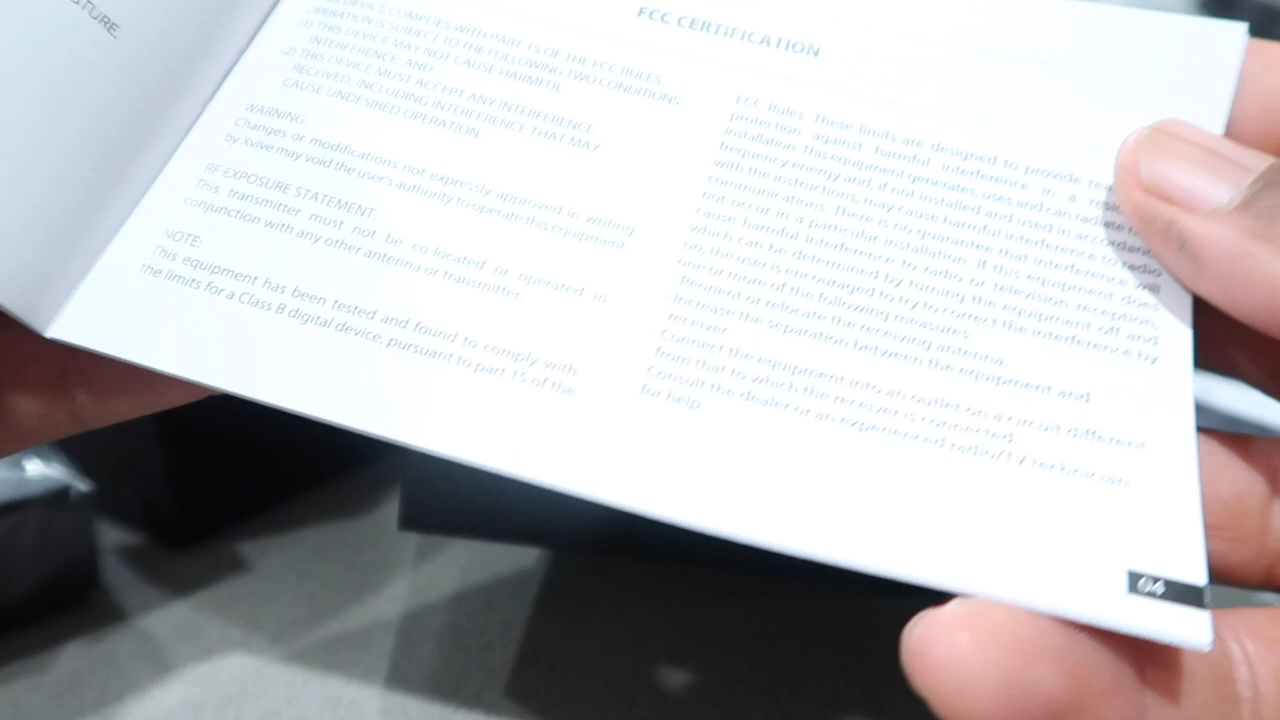 STURE.
FCC CERTIFICATION
DEVICE COMPLIES WITH PART 15 OF THE FCC RULES.
OPERATION IS SUBJECT TO THE FOLLOWING TWO CONDITIONS:
(1) THIS DEVICE MAY NOT CAUSE HARMFUL
INTERFERENCE, AND
(2) THIS DEVICE MUST ACCEPT ANY INTERFERENCE
RECEIVED, INCLUDING INTERFERENCE THAT MAY
CAUSE UNDESIRED OPERATION.
WARNING:
Changes or modifications not expressly approved in writing
by Xvive may void the user's authority to operate this equipment
RF EXPOSURE STATEMENT:
This transmitter must not be co-located or operated in
conjunction with any other antenna or transmitter.
NOTE:
This equipment has been tested and found to comply with
the limits for a Class B digital device, pursuant to part 15 of the
FCC Rules. These limits are designed to provide
protection against harmful interference in a
installation. This equipment generates, uses and can radiate
frequency energy and, if not installed and used in accordance
with the instructions, may cause harmful interference to radio
communications. There is no guarantee that interference will
not occur in a particular installation. If this equipment does
cause harmful interference to radio or television reception,
which can be determined by turning the equipment off and
on, the user is encouraged to try to correct the interference by
one or more of the following measures:
-Reorient or relocate the receiving antenna.
-Increase the separation between the equipment and
receiver.
Connect the equipment into an outlet on a circuit different
from that to which the receiver is connected.
Consult the dealer or an experienced radio/TV technician
for help.
04